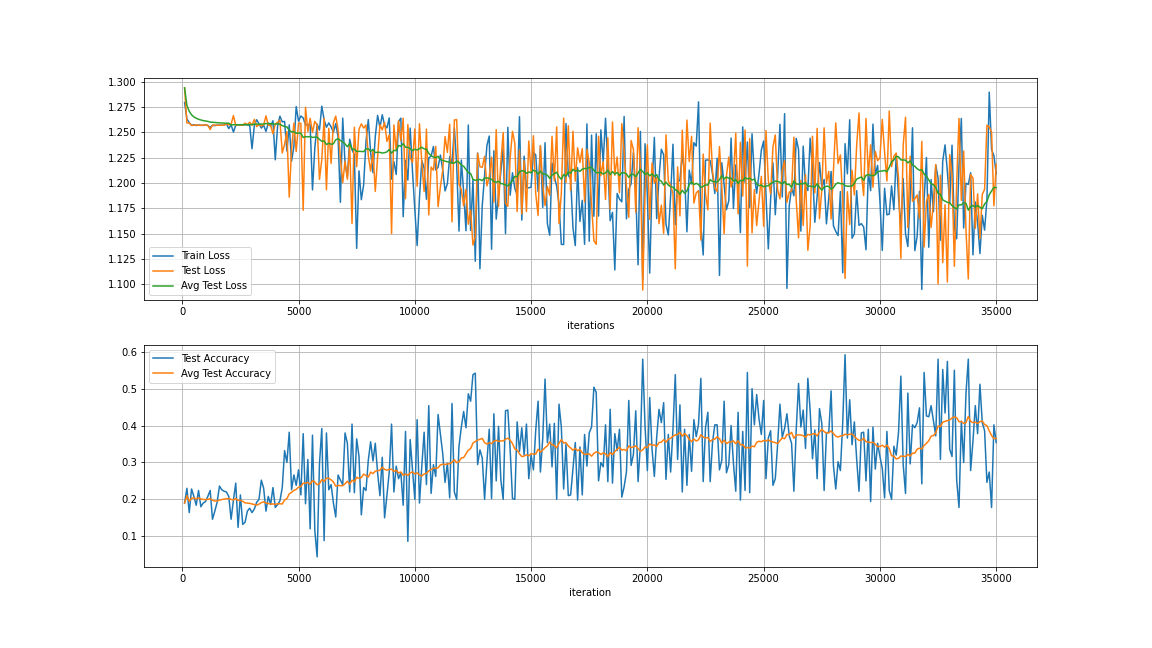 1.300
1.275
1.250
1.225
1.200
1.175
1.150
1.125
1.100
Train Loss
Test Loss
Avg Test Loss
0 5000 10000 15000 20000 25000 30000 35000
iterations
0.6
0.5
0.4
0.3
0.2
0.1
Test Accuracy
Avg Test Accuracy
0 5000 10000 15000 20000 25000 30000 35000
iteration